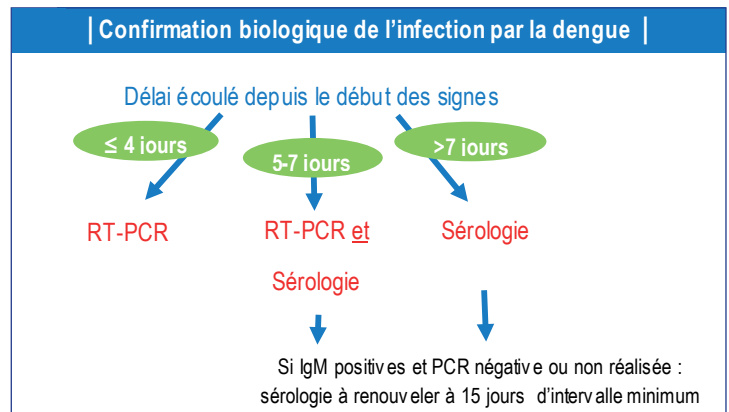 |Confirmation biologique de l’infection par la dengue |
Délai écoulé depuis le début des signes
≤ 4 jours
5-7 jours
>7 jours
RT-PCR
RT-PCR et
Sérologie
Sérologie
Si IgM positives et PCR négative ou non réalisée :
sérologie à renouveler à 15 jours d’intervalle minimum